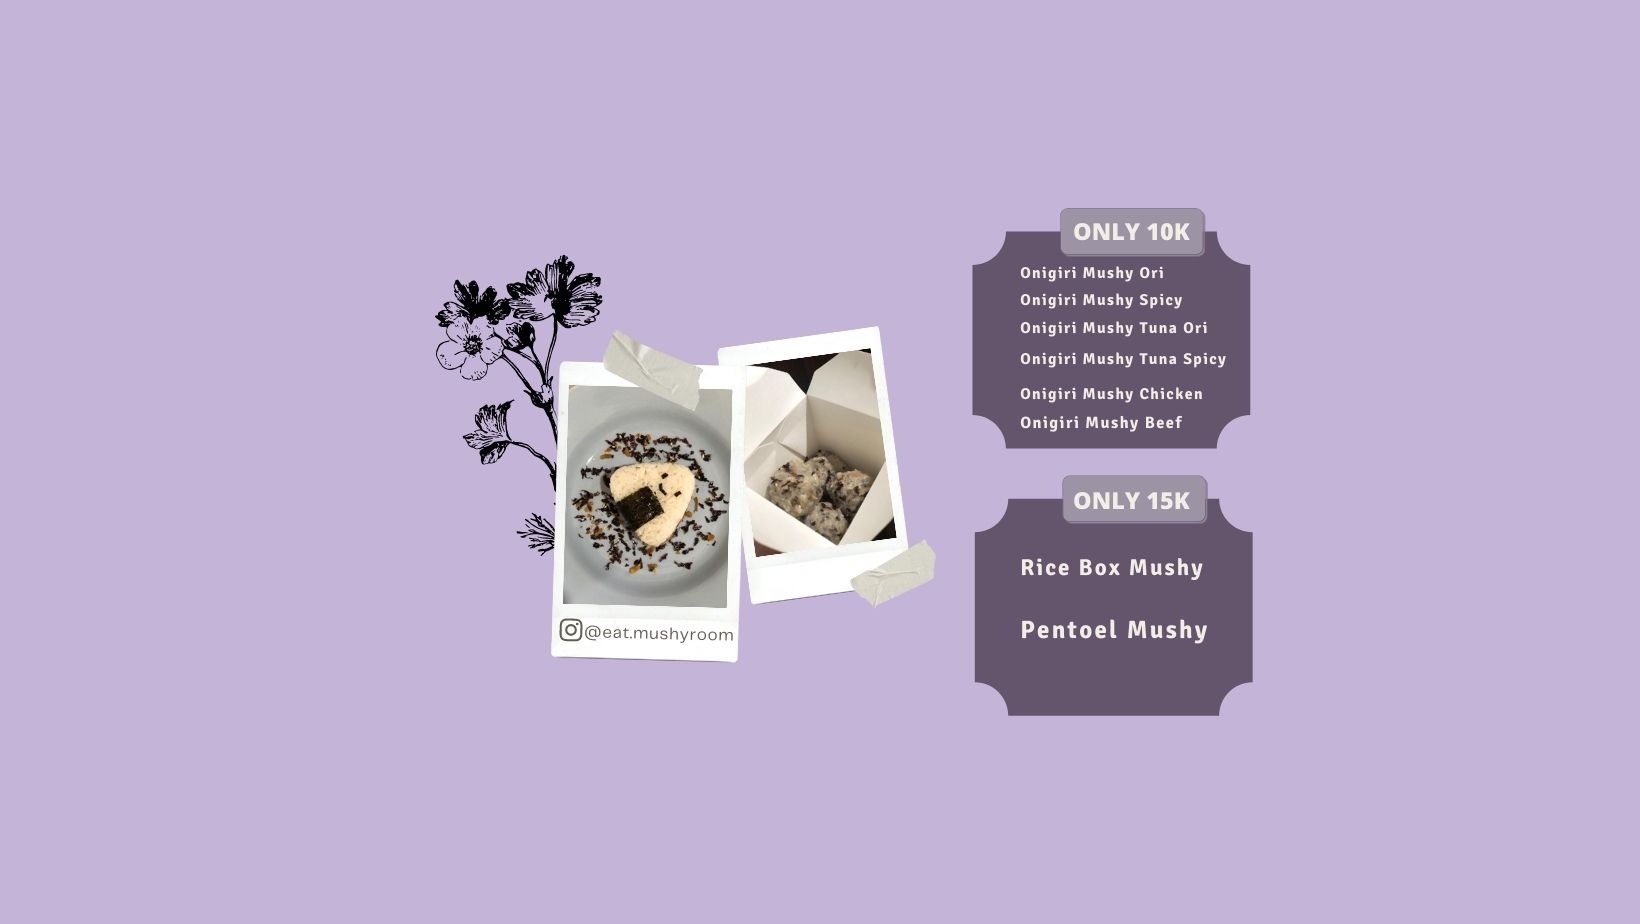 @eat.mushyroom
ONLY 10K
Onigiri Mushy Ori
Onigiri Mushy Spicy
Onigiri Mushy Tuna Ori
Onigiri Mushy Tuna Spicy
Onigiri Mushy Chicken
Onigiri Mushy Beef
ONLY 15K
Rice Box Mushy
Pentoel Mushy